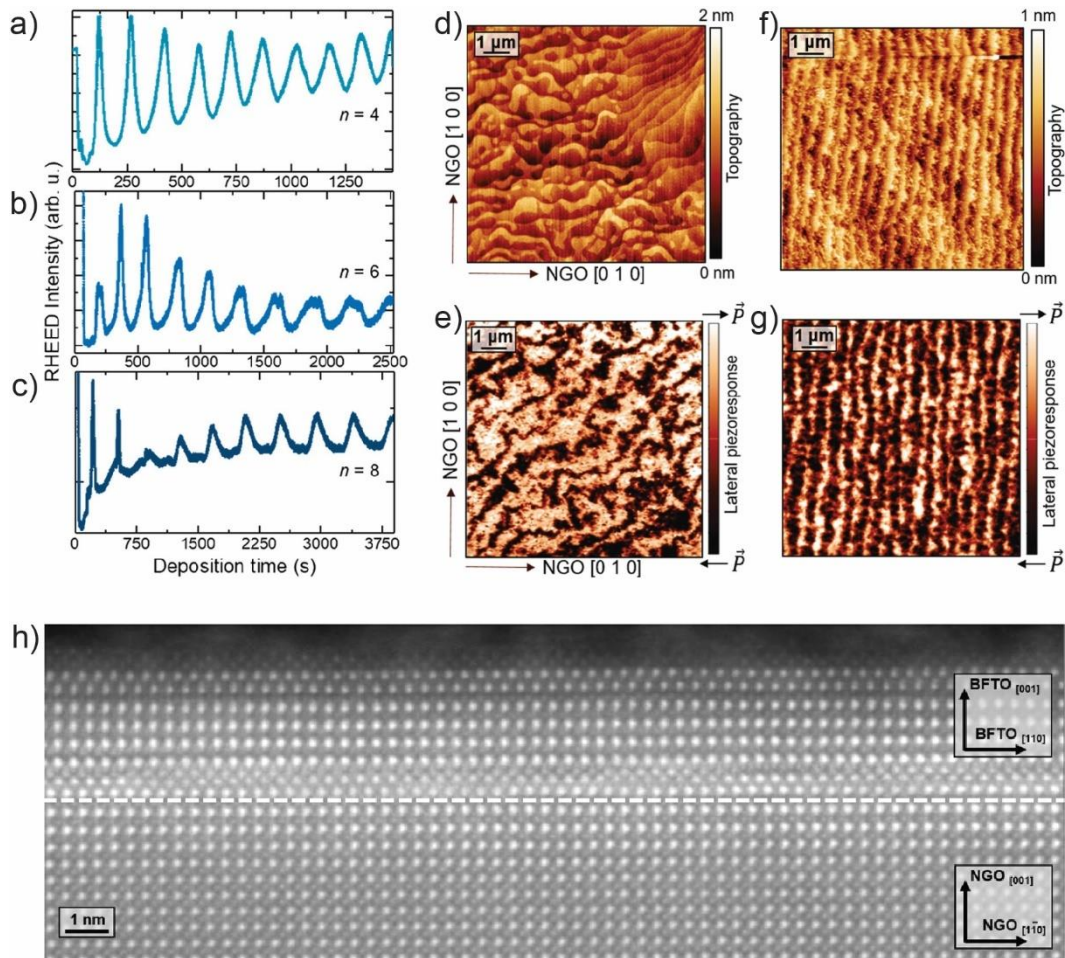 a)
n = 4
0 250 500 750 1000 1250
b)
RHEED Intensity (arb. u.)
n = 6
0 500 1000 1500 2000 2500
c)
n = 8
0 750 1500 2250 3000 3750
Deposition time (s)
d)
1 µm
2 nm
Topography
0 nm
NGO [1 0 0]
NGO [0 1 0]
e)
1 µm
P
Lateral piezoresponse
P
NGO [1 0 0]
NGO [0 1 0]
f)
1 µm
1 nm
Topography
0 nm
g)
1 µm
P
Lateral piezoresponse
P
h)
BFTO [001]
BFTO [110]
NGO [001]
NGO [11̄0]
1 nm